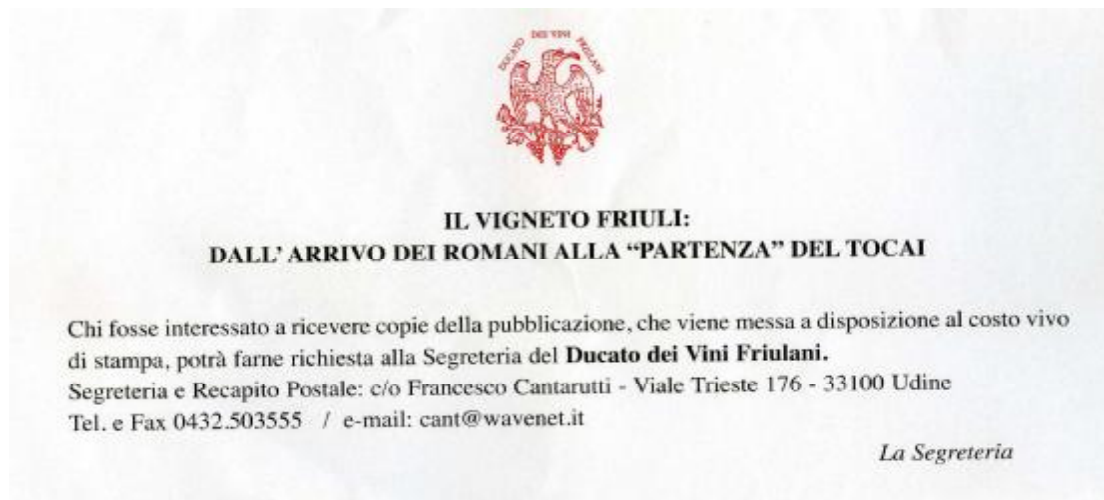 DUCATO DEI VINI FRIULANI
IL VIGNETO FRIULI:
DALL' ARRIVO DEI ROMANI ALLA “PARTENZA” DEL TOCAI
Chi fosse interessato a ricevere copie della pubblicazione, che viene messa a disposizione al costo vivo
di stampa, potrà farne richiesta alla Segreteria del Ducato dei Vini Friulani.
Segreteria e Recapito Postale: c/o Francesco Cantarutti - Viale Trieste 176 - 33100 Udine
Tel. e Fax 0432.503555 / e-mail: cant@wavenet.it
La Segreteria